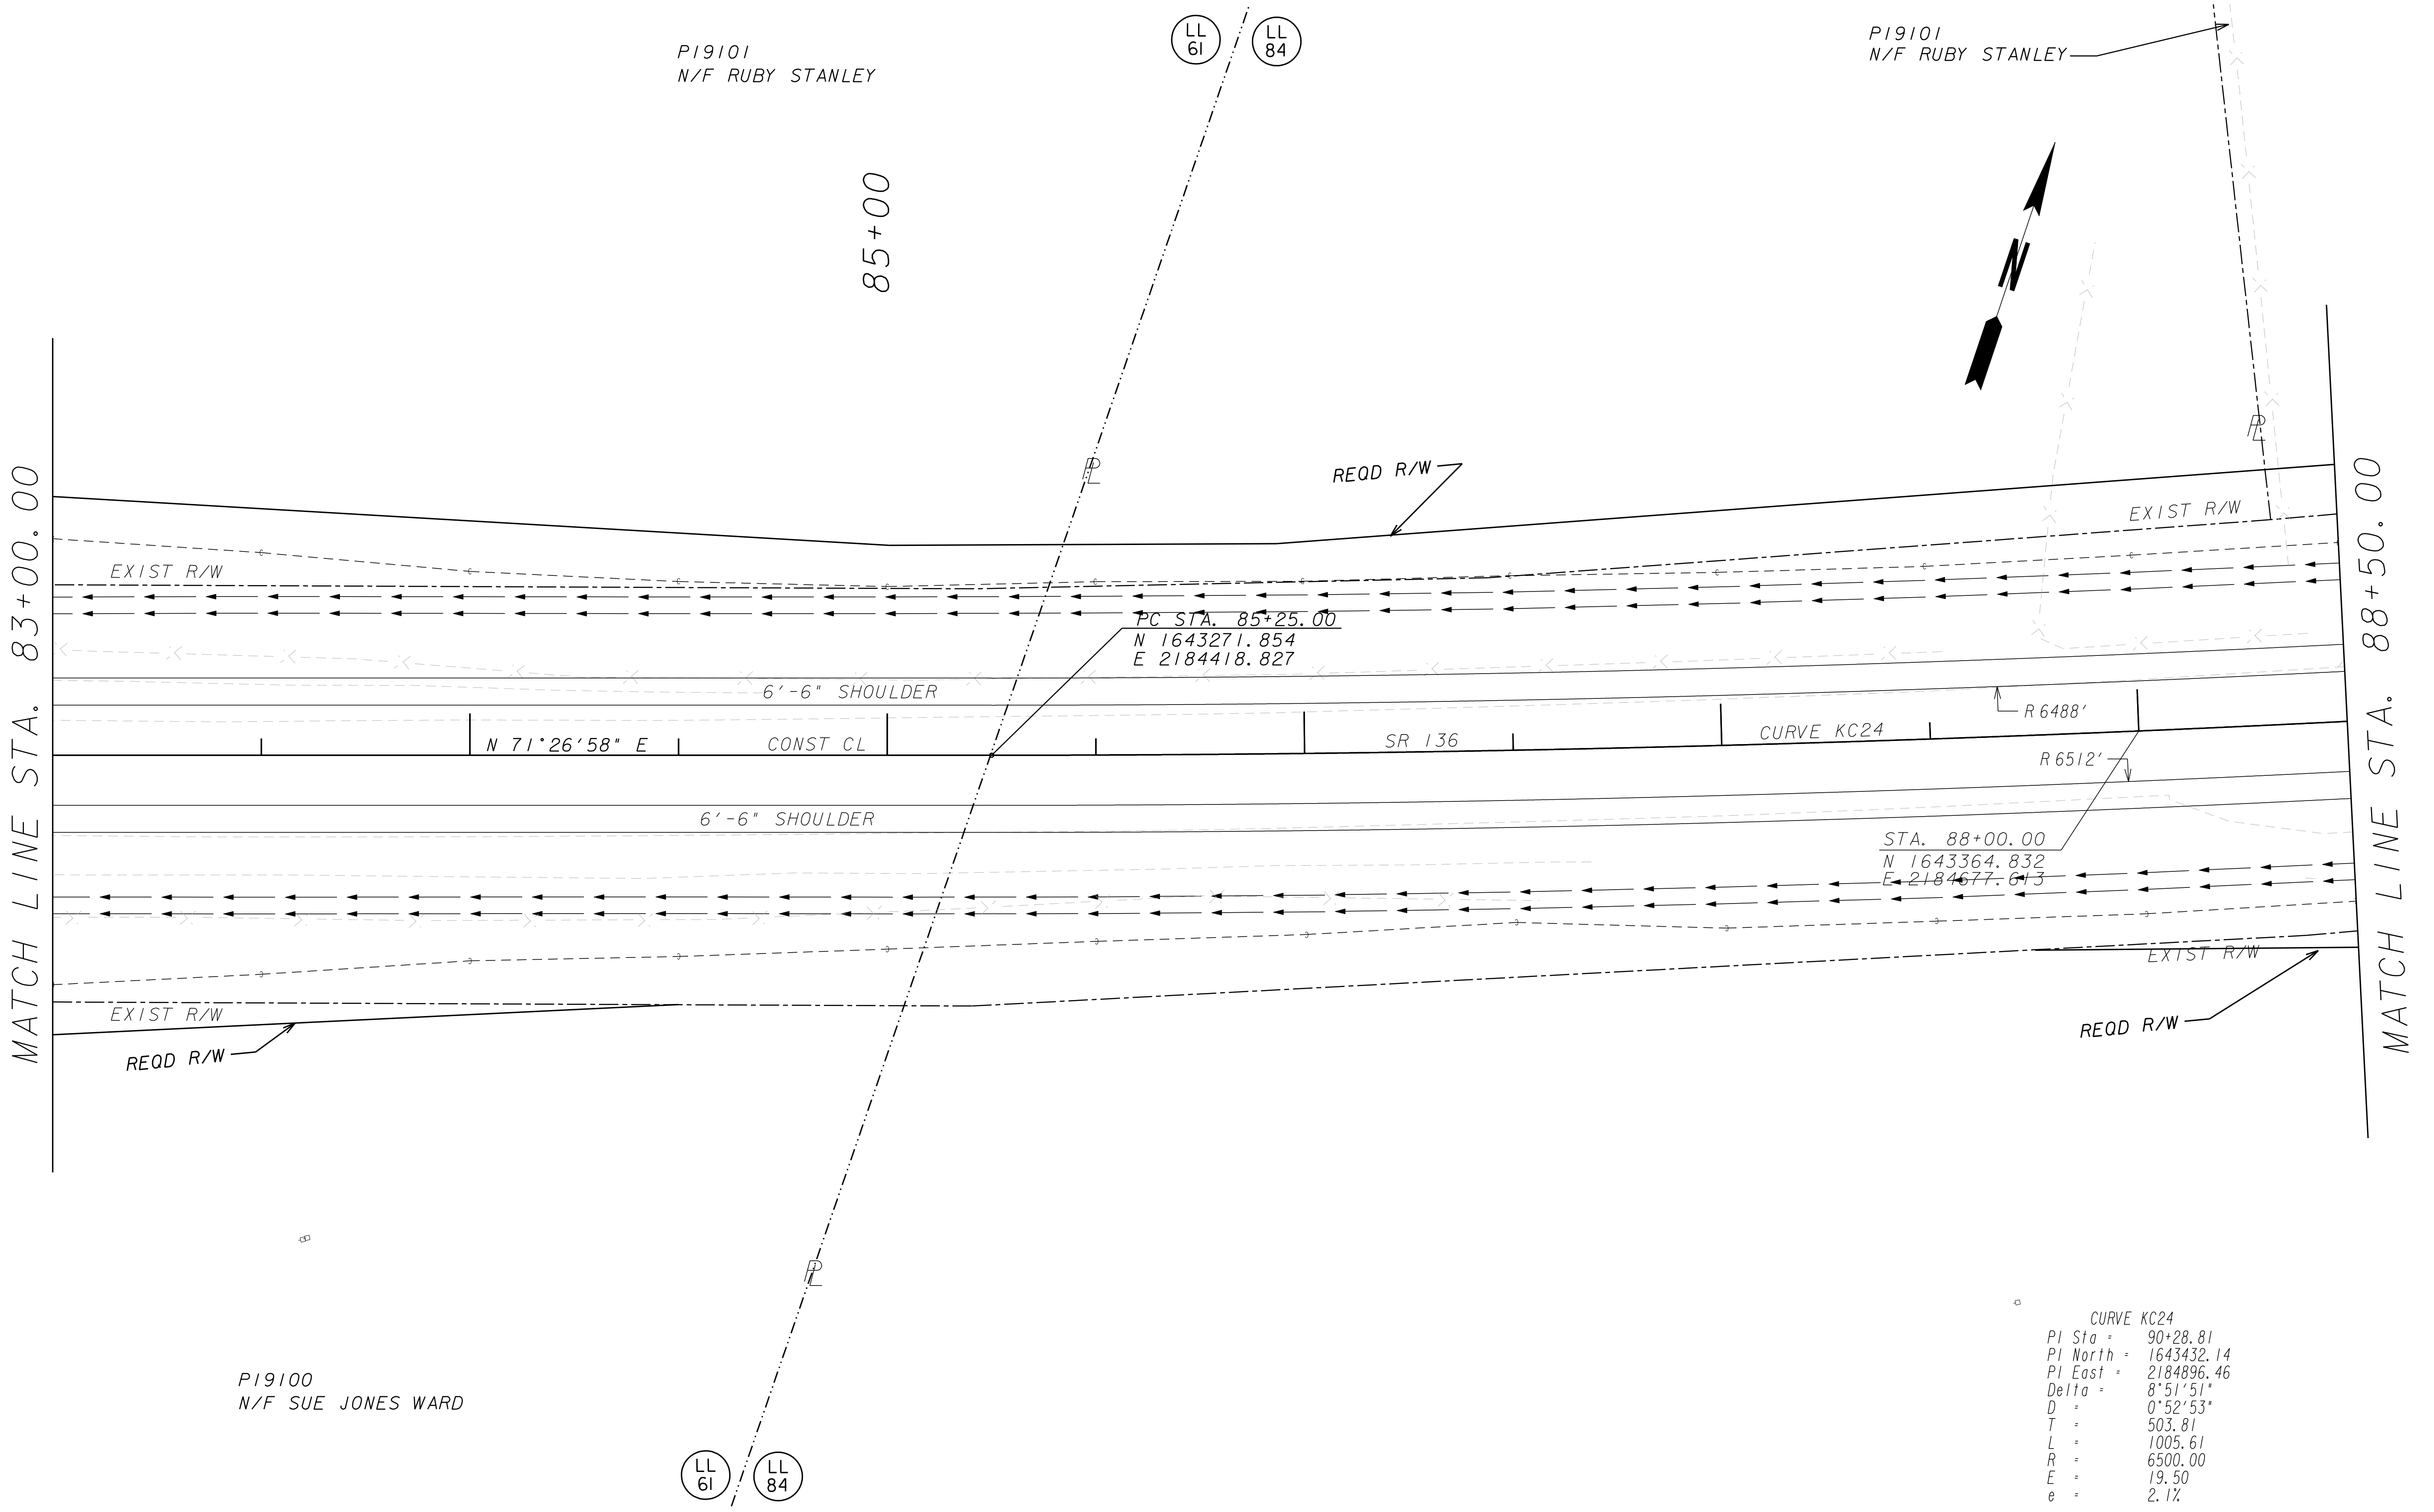 P19101
N/F RUBY STANLEY
LL
61
LL
84
P19101
N/F RUBY STANLEY
85+00
N
PL
PL
REQD R/W
EXIST R/W
EXIST R/W
MATCH LINE STA. 83+00.00
MATCH LINE STA. 88+50.00
PC STA. 85+25.00
N 1643271.854
E 2184418.827
6'-6" SHOULDER
R 6488'
N 71°26'58" E
CONST CL
SR 136
CURVE KC24
R 6512'
6'-6" SHOULDER
STA. 88+00.00
N 1643364.832
E 2184677.613
EXIST R/W
EXIST R/W
REQD R/W
REQD R/W
PL
P19100
N/F SUE JONES WARD
LL
61
LL
84
CURVE KC24
PI Sta = 90+28.81
PI North = 1643432.14
PI East = 2184896.46
Delta = 8°51'51"
D = 0°52'53"
T = 503.81
L = 1005.61
R = 6500.00
E = 19.50
e = 2.1%